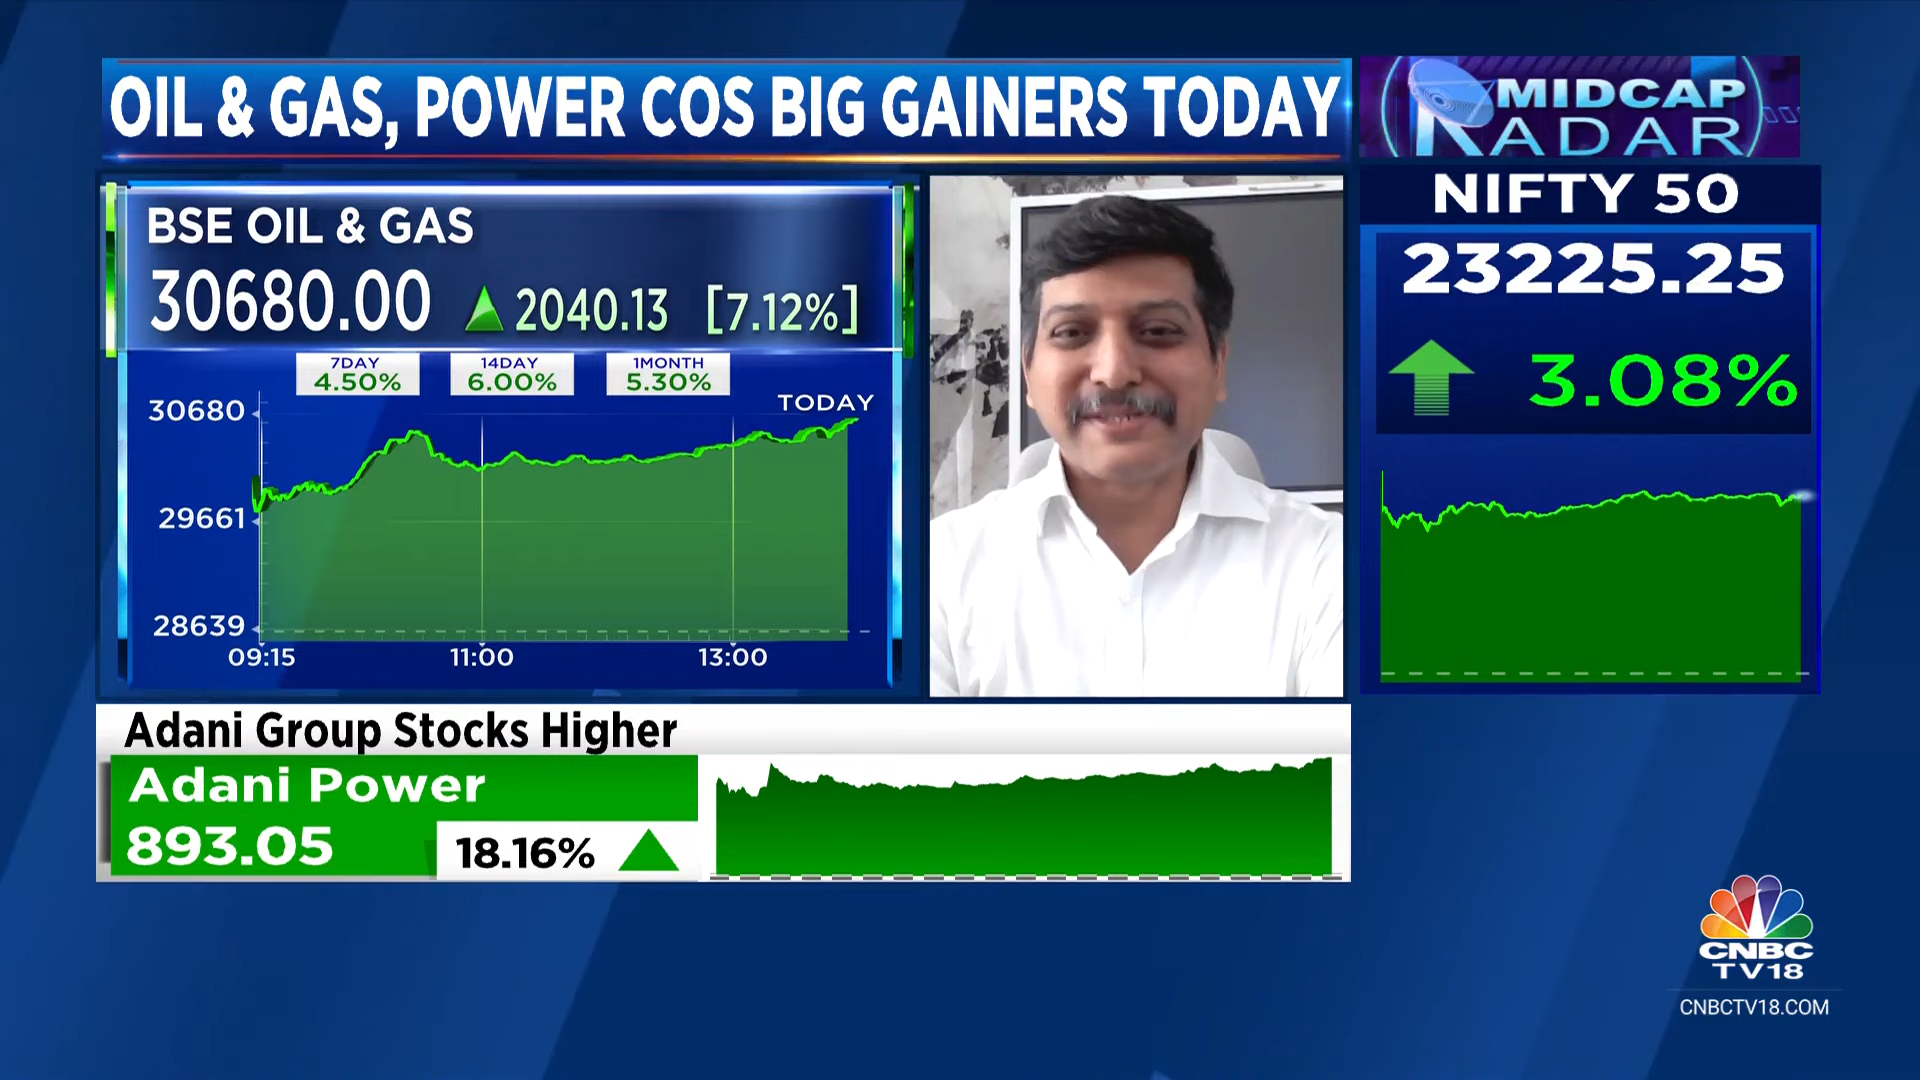 OIL & GAS, POWER COS BIG GAINERS TODAY
MIDCAP
RADAR
BSE OIL & GAS
30680.00 2040.13 [7.12%]
7DAY 14DAY 1MONTH
4.50% 6.00% 5.30%
TODAY
30680
29661
28639
09:15 11:00 13:00
NIFTY 50
23225.25
3.08%
Adani Group Stocks Higher
Adani Power
893.05
18.16%
CNBC
TV18
CNBCTV18.COM